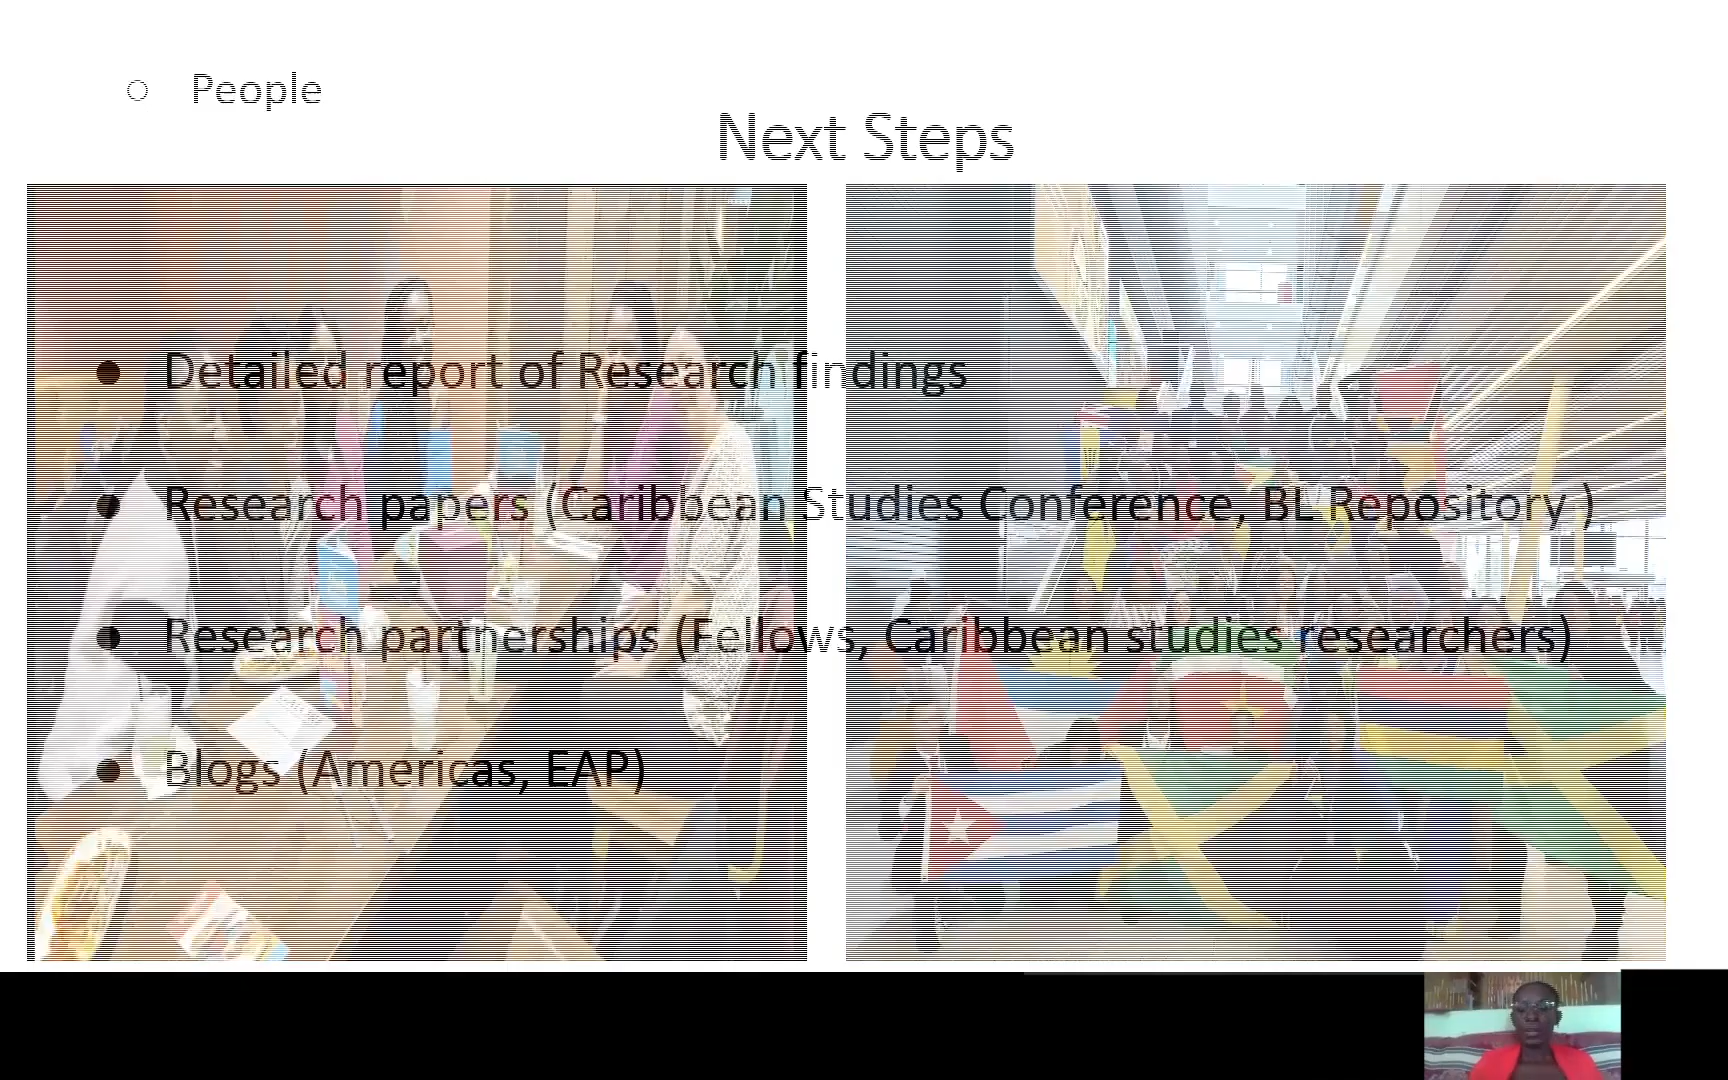 ○ People
Next Steps
● Detailed report of Research findings
● Research papers (Caribbean Studies Conference, BL Repository )
● Research partnerships (Fellows, Caribbean studies researchers)
● Blogs (Americas, EAP)